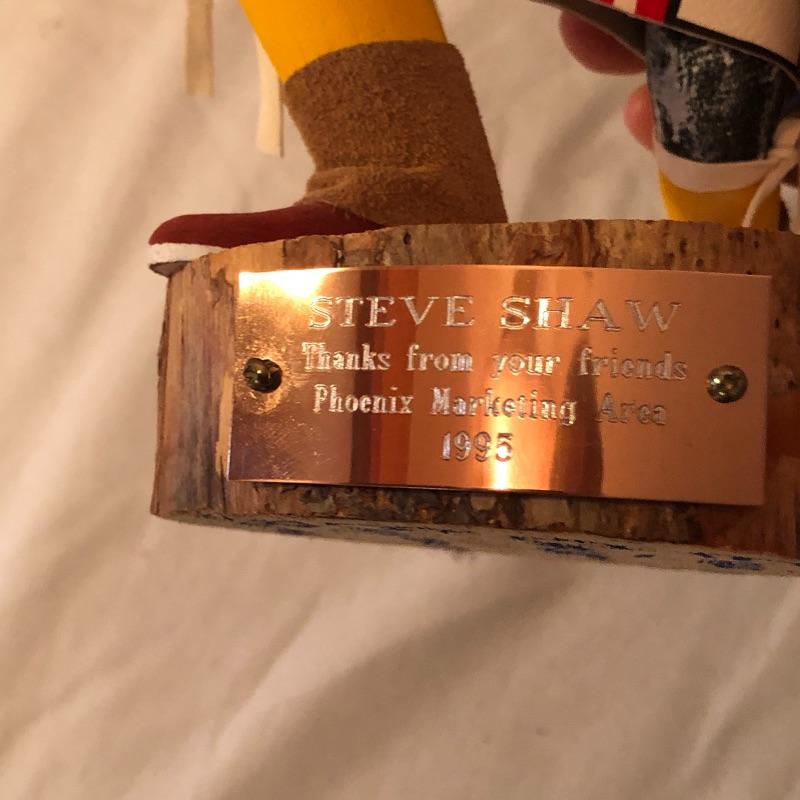 STEVE SHAW
Thanks from your friends
Phoenix Marketing Area
1995